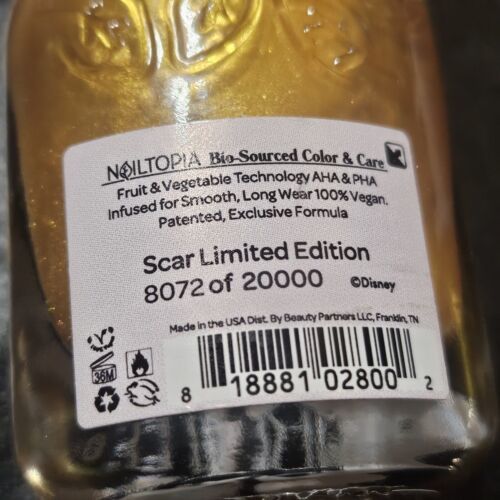 NAILTOPIA Bio-Sourced Color & Care
Fruit & Vegetable Technology AHA & PHA
Infused for Smooth, Long Wear 100% Vegan.
Patented, Exclusive Formula
Scar Limited Edition
8072 of 20000 ©Disney
Made in the USA Dist. By Beauty Partners LLC, Franklin, TN
36M
8 18881 02800 2